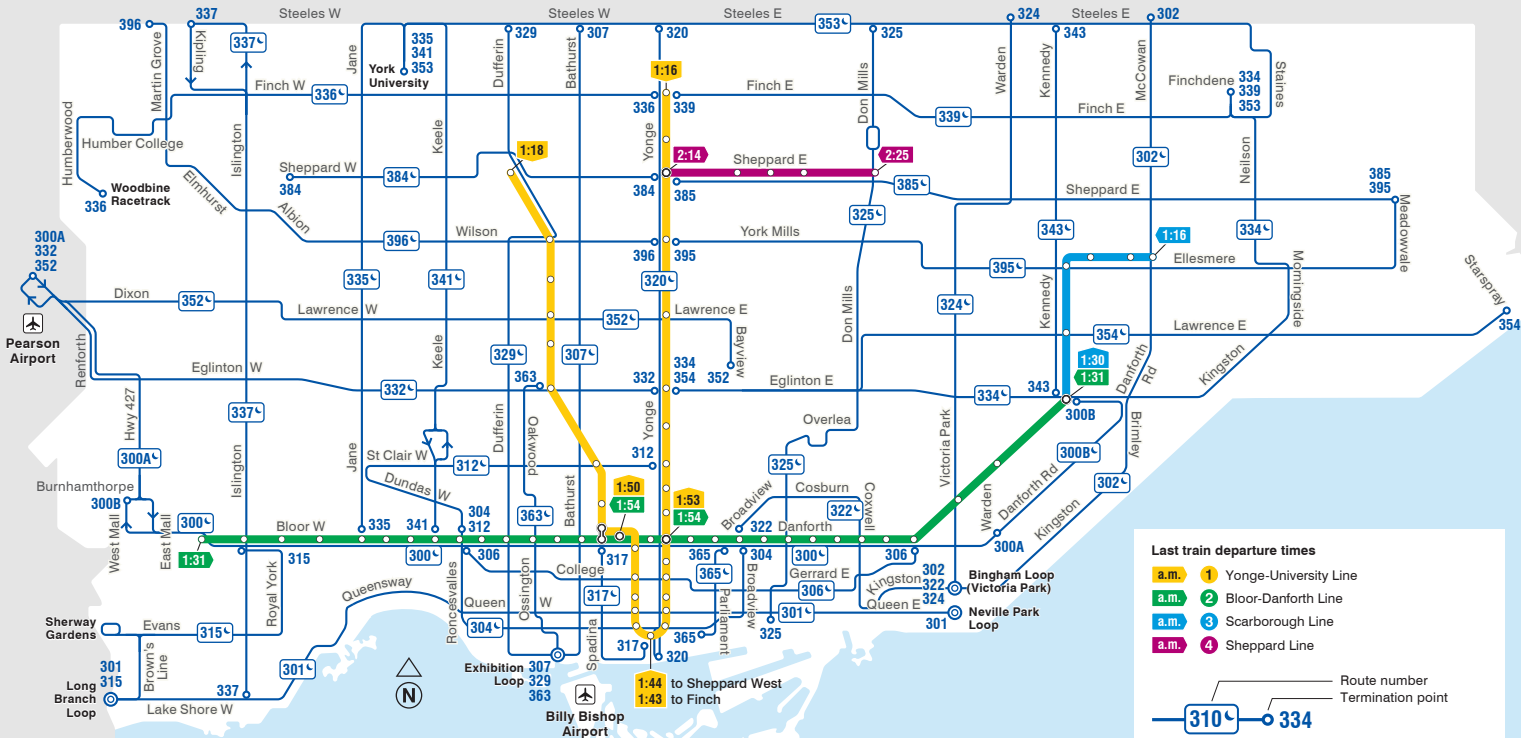 337
Steeles W
Steeles W
Steeles E
353
Steeles E
324
302
396
337
335
341
353
York
University
329
307
320
325
343
Martin Grove
Kipling
Jane
Dufferin
Bathurst
1:16
Don Mills
Warden
Kennedy
McCowan
Finchdene
334
339
353
Staines
Finch W
336
336
339
Finch E
339
Finch E
Humberwood
Humber College
Islington
Keele
Yonge
1:18
2:14
Sheppard E
2:25
302
Neilson
Sheppard W
384
384
384
385
385
Sheppard E
385
395
Woodbine
Racetrack
336
Elmhurst
Albion
325
343
334
Meadowvale
300A
332
352
396
Wilson
396
395
York Mills
395
1:16
Ellesmere
Morningside
Starspray
335
341
320
Dixon
352
Lawrence W
352
Lawrence E
Bayview
Don Mills
324
Kennedy
354
Lawrence E
354
Pearson
Airport
Renforth
Keele
329
307
334
354
352
1:30
1:31
Danforth
Rd
Kingston
Eglinton W
332
363
332
Eglinton E
334
343
300B
Hwy 427
337
Dufferin
Oakwood
Yonge
Overlea
Victoria Park
Brimley
300A
Islington
Jane
St Clair W
312
312
325
300B
Burnhamthorpe
300B
Dundas W
Bathurst
1:50
1:54
1:53
1:54
Broadview
Cosburn
Coxwell
Warden
Danforth Rd
302
Kingston
300
Bloor W
335
341
304
312
363
322
322
Danforth
West Mall
East Mall
1:31
315
300
306
317
365
304
300
306
300A
Royal York
College
365
Gerrard E
306
302
322
324
Bingham Loop
(Victoria Park)
Kingston
Queensway
Roncesvalles
Ossington
317
Parliament
Broadview
Queen
W
301
Queen E
301
Neville Park
Loop
Sherway
Gardens
Evans
315
304
Spadina
317
365
325
320
Brown's
Line
301
Exhibition
Loop
307
329
363
301
315
Long
Branch
Loop
337
Lake Shore W
N
Billy Bishop
Airport
1:44 to Sheppard West
1:43 to Finch
Last train departure times
a.m. 1 Yonge-University Line
a.m. 2 Bloor-Danforth Line
a.m. 3 Scarborough Line
a.m. 4 Sheppard Line
Route number
Termination point
310 334